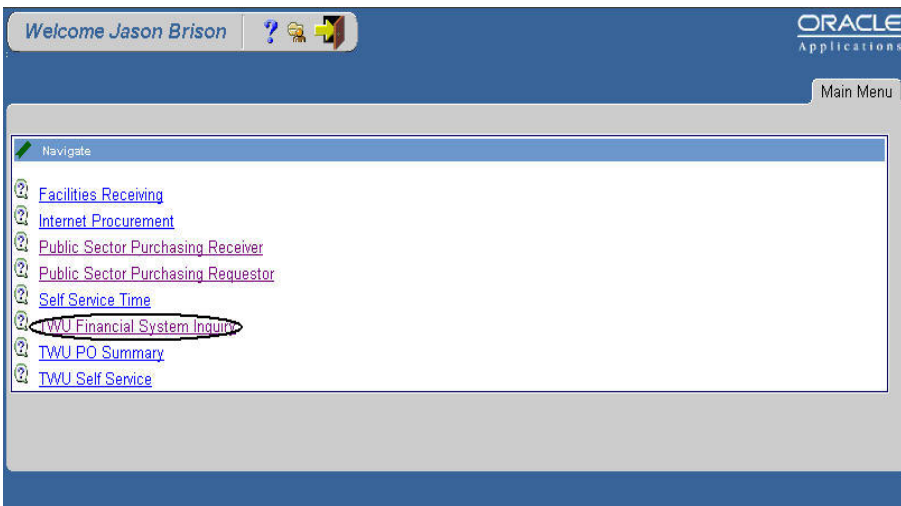 Welcome Jason Brison
ORACLE
Applications
Main Menu
Navigate
Facilities Receiving
Internet Procurement
Public Sector Purchasing Receiver
Public Sector Purchasing Requestor
Self Service Time
TWU Financial System Inquiry
TWU PO Summary
TWU Self Service